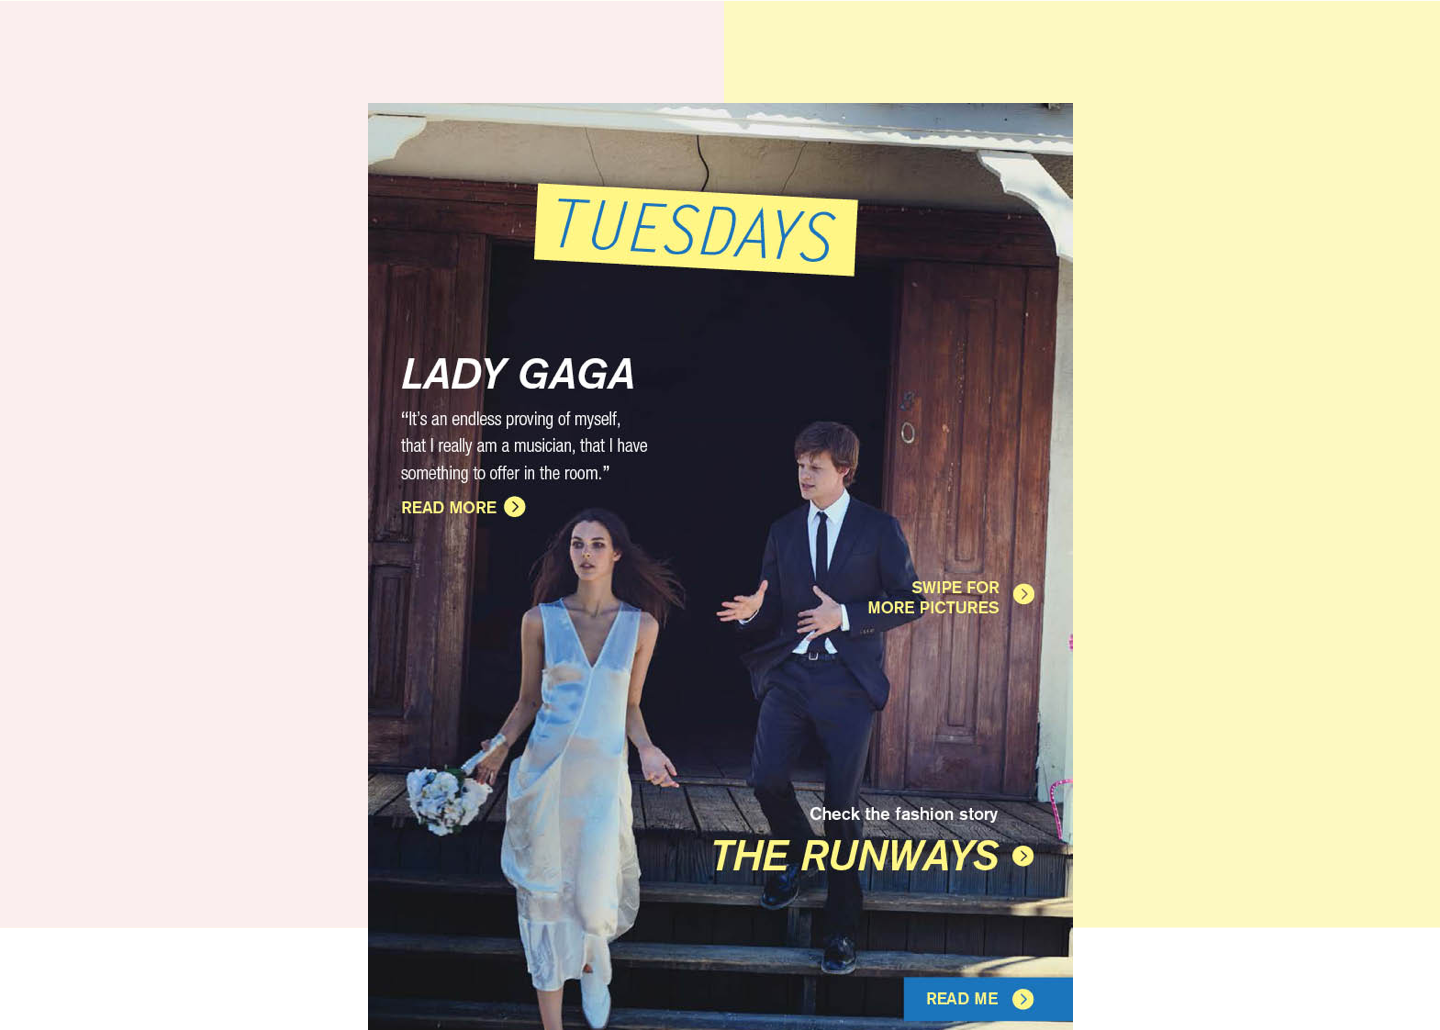 TUESDAYS
LADY GAGA
“It’s an endless proving of myself,
that I really am a musician, that I have
something to offer in the room.”
READ MORE
SWIPE FOR
MORE PICTURES
Check the fashion story
THE RUNWAYS
READ ME